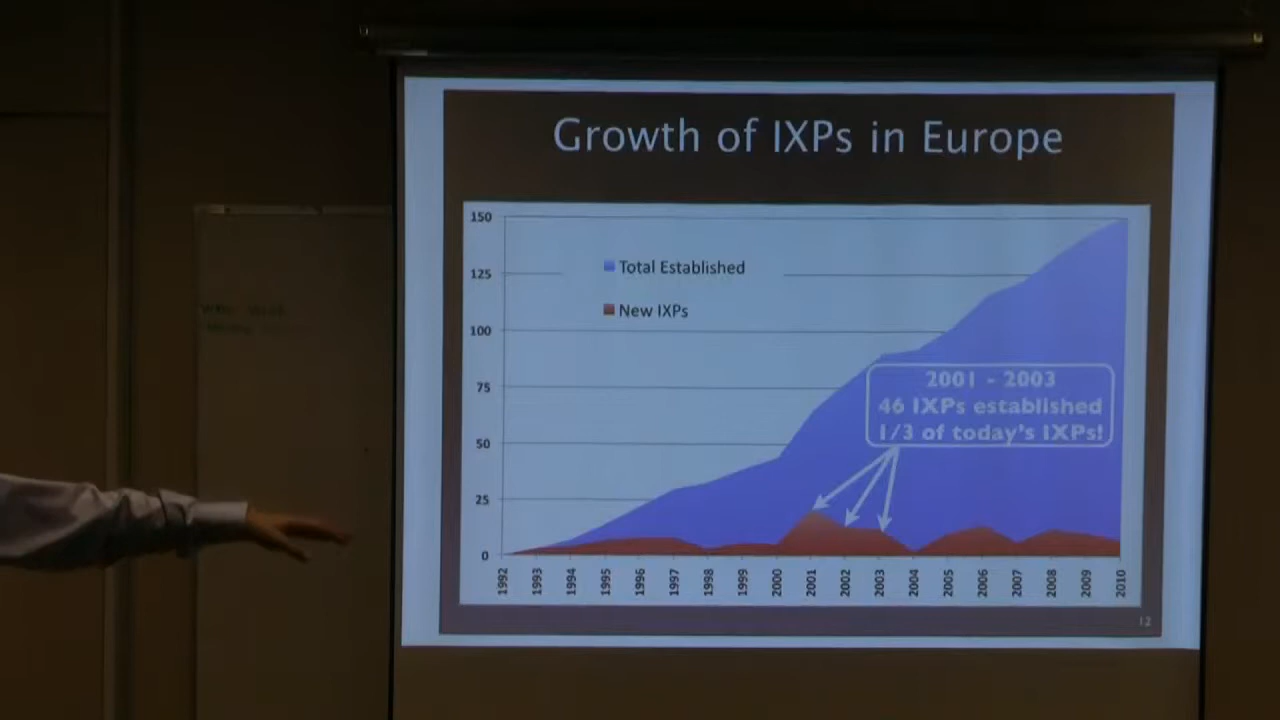 Growth of IXPs in Europe
150
125
100
75
50
25
0
Total Established
New IXPs
2001 - 2003
46 IXPs established
1/3 of today's IXPs!
1992 1993 1994 1995 1996 1997 1998 1999 2000 2001 2002 2003 2004 2005 2006 2007 2008 2009 2010
12